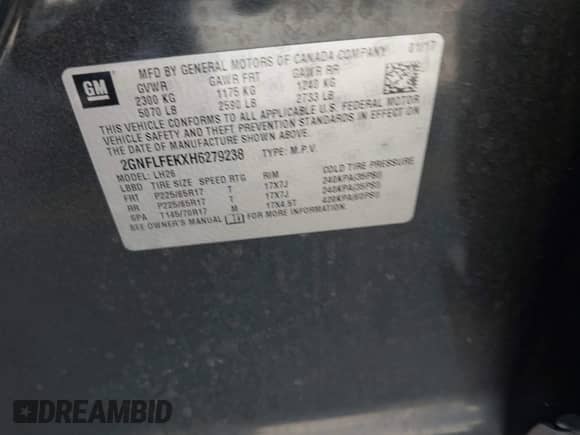 GM
MFD BY GENERAL MOTORS OF CANADA COMPANY 01/17
GVWR GAWR FRT GAWR RR
2300 KG 1175 KG 1240 KG
5070 LB 2590 LB 2733 LB
THIS VEHICLE CONFORMS TO ALL APPLICABLE U.S. FEDERAL MOTOR
VEHICLE SAFETY AND THEFT PREVENTION STANDARDS IN EFFECT ON
THE DATE OF MANUFACTURE SHOWN ABOVE.
2GNFLFEKXH6279238 TYPE: M.P.V.
MODEL: LH26
LBBD TIRE SIZE SPEED RTG RIM COLD TIRE PRESSURE
FRT P225/65R17 T 17X7J 240KPA(35PSI)
RR P225/65R17 T 17X7J 240KPA(35PSI)
SPA T145/70R17 M 17X4.5T 420KPA(60PSI)
SEE OWNER'S MANUAL FOR MORE INFORMATION.
DREAMBID